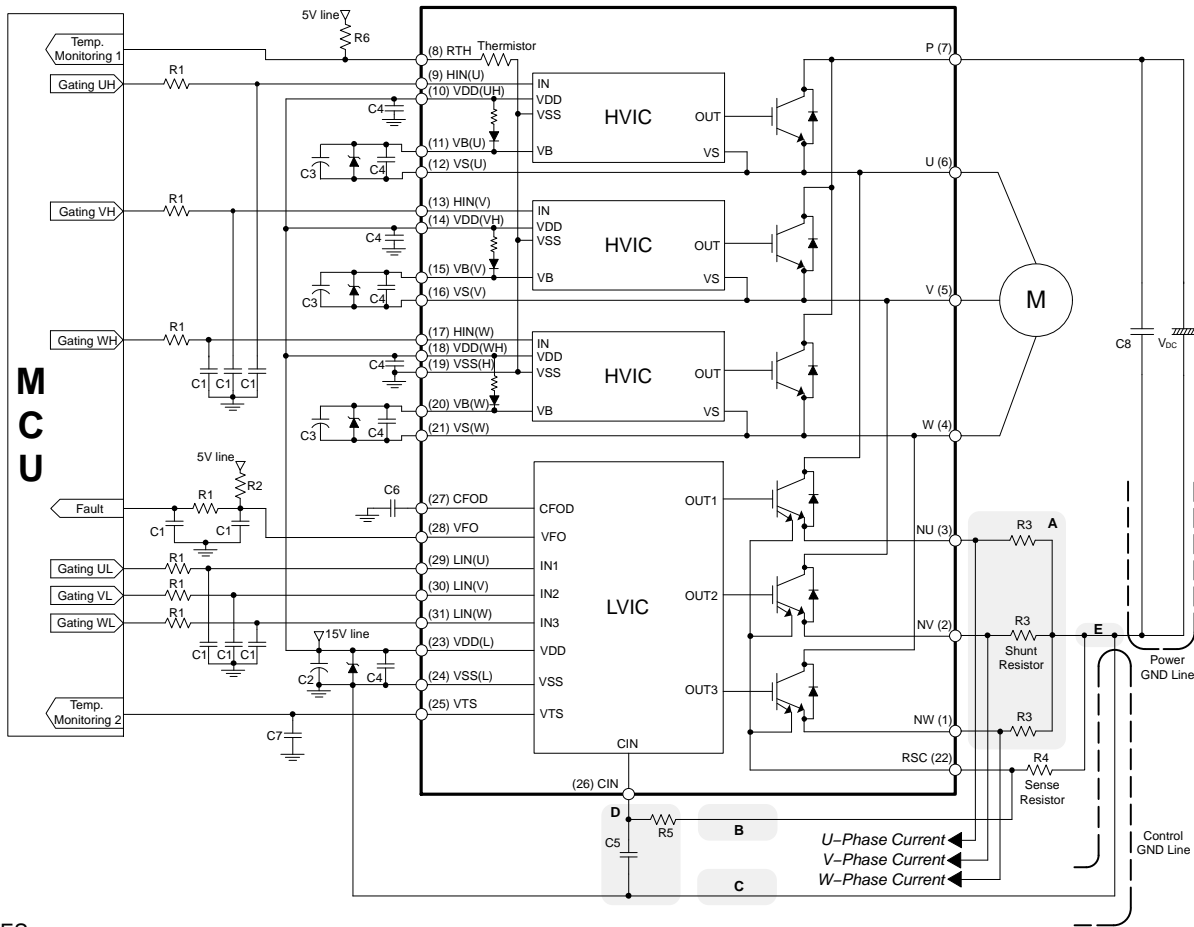 5V line
R6
Temp.
Monitoring 1
(8) RTH
Thermistor
P (7)
Gating UH
R1
(9) HIN(U)
(10) VDD(UH)
C4
IN
VDD
VSS
VB
HVIC
OUT
VS
(11) VB(U)
(12) VS(U)
C3
C4
U (6)
Gating VH
R1
(13) HIN(V)
(14) VDD(VH)
C4
IN
VDD
VSS
VB
HVIC
OUT
VS
(15) VB(V)
(16) VS(V)
C3
C4
V (5)
M
Gating WH
R1
(17) HIN(W)
(18) VDD(WH)
(19) VSS(H)
C4
IN
VDD
VSS
VB
HVIC
OUT
VS
C8
VDC
C1
C1
C1
(20) VB(W)
(21) VS(W)
C3
C4
W (4)
M
C
U
5V line
R2
R1
Fault
C1
C1
C6
(27) CFOD
(28) VFO
CFOD
VFO
OUT1
NU (3)
R3
A
Gating UL
R1
(29) LIN(U)
IN1
Gating VL
R1
(30) LIN(V)
IN2
LVIC
OUT2
Gating WL
R1
(31) LIN(W)
IN3
NV (2)
R3
Shunt
Resistor
E
Power
GND Line
C1
C1
C1
15V line
(23) VDD(L)
VDD
C2
C4
(24) VSS(L)
VSS
OUT3
Temp.
Monitoring 2
(25) VTS
VTS
C7
NW (1)
R3
CIN
RSC (22)
R4
Sense
Resistor
(26) CIN
D
R5
B
C5
C
U−Phase Current
V−Phase Current
W−Phase Current
Control
GND Line